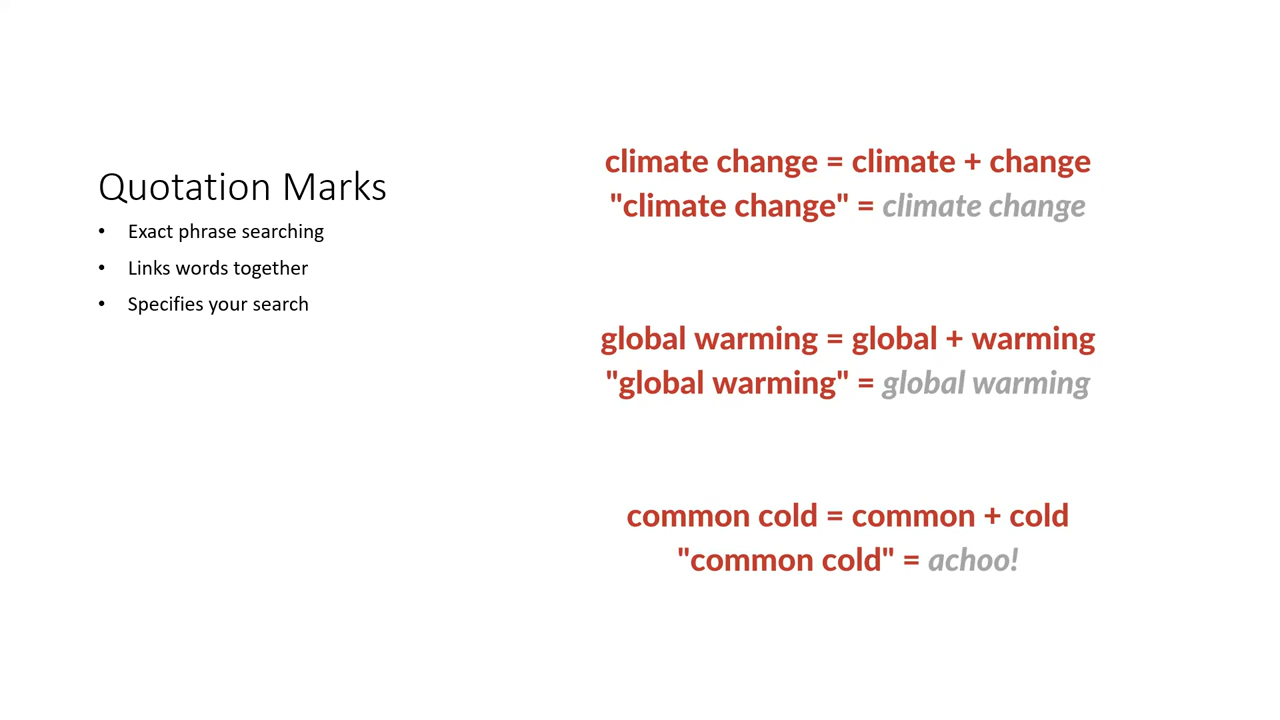 Quotation Marks
• Exact phrase searching
• Links words together
• Specifies your search
climate change = climate + change
"climate change" = climate change
global warming = global + warming
"global warming" = global warming
common cold = common + cold
"common cold" = achoo!